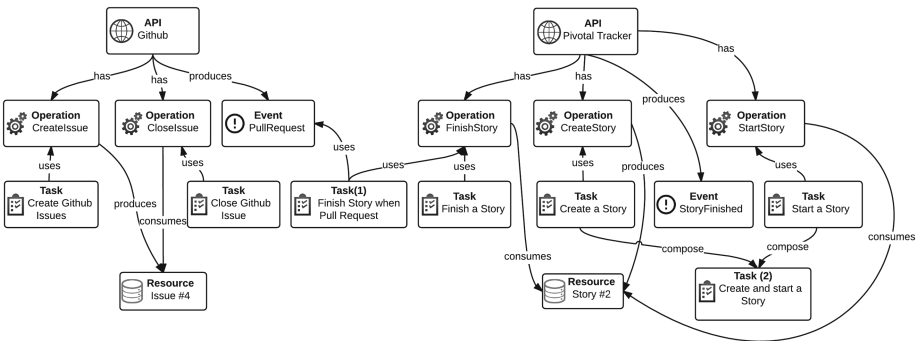 API
Github
API
Pivotal Tracker
has
has
has
produces
has
has
produces
Operation
CreateIssue
Operation
CloseIssue
Event
PullRequest
Operation
FinishStory
Operation
CreateStory
Operation
StartStory
uses
uses
uses
uses
uses
uses
uses
produces
Task
Create Github
Issues
Task
Close Github
Issue
Task(1)
Finish Story when
Pull Request
Task
Finish a Story
Task
Create a Story
Event
StoryFinished
Task
Start a Story
produces
consumes
consumes
compose
compose
consumes
Resource
Issue #4
Resource
Story #2
Task (2)
Create and start a
Story